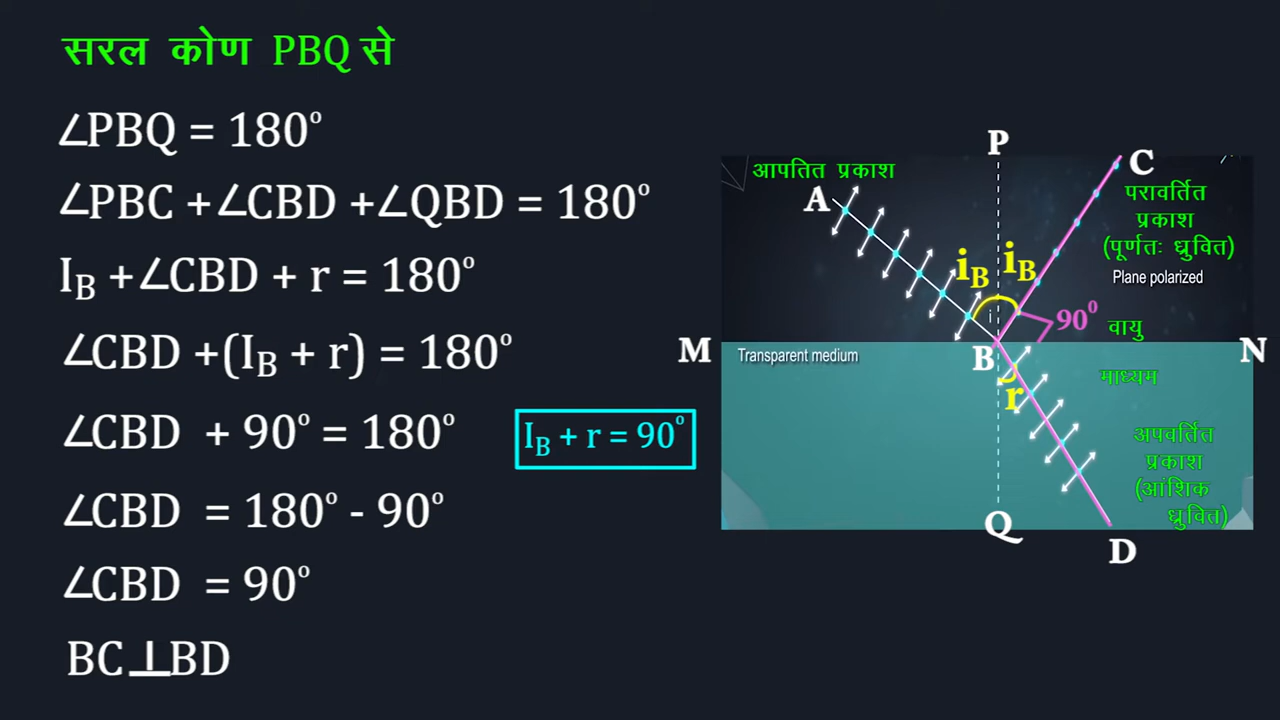 सरल कोण PBQ से
∠PBQ = 180°
∠PBC +∠CBD +∠QBD = 180°
I_B +∠CBD + r = 180°
∠CBD +(I_B + r) = 180°
∠CBD + 90° = 180°
I_B + r = 90°
∠CBD = 180° - 90°
∠CBD = 90°
BC⊥BD
P
आपतित प्रकाश
A
C
परावर्तित
प्रकाश
(पूर्णतः ध्रुवित)
Plane polarized
i_B
i_B
i
90°
वायु
M
N
Transparent medium
B
माध्यम
r
अपवर्तित
प्रकाश
(आंशिक
ध्रुवित)
Q
D